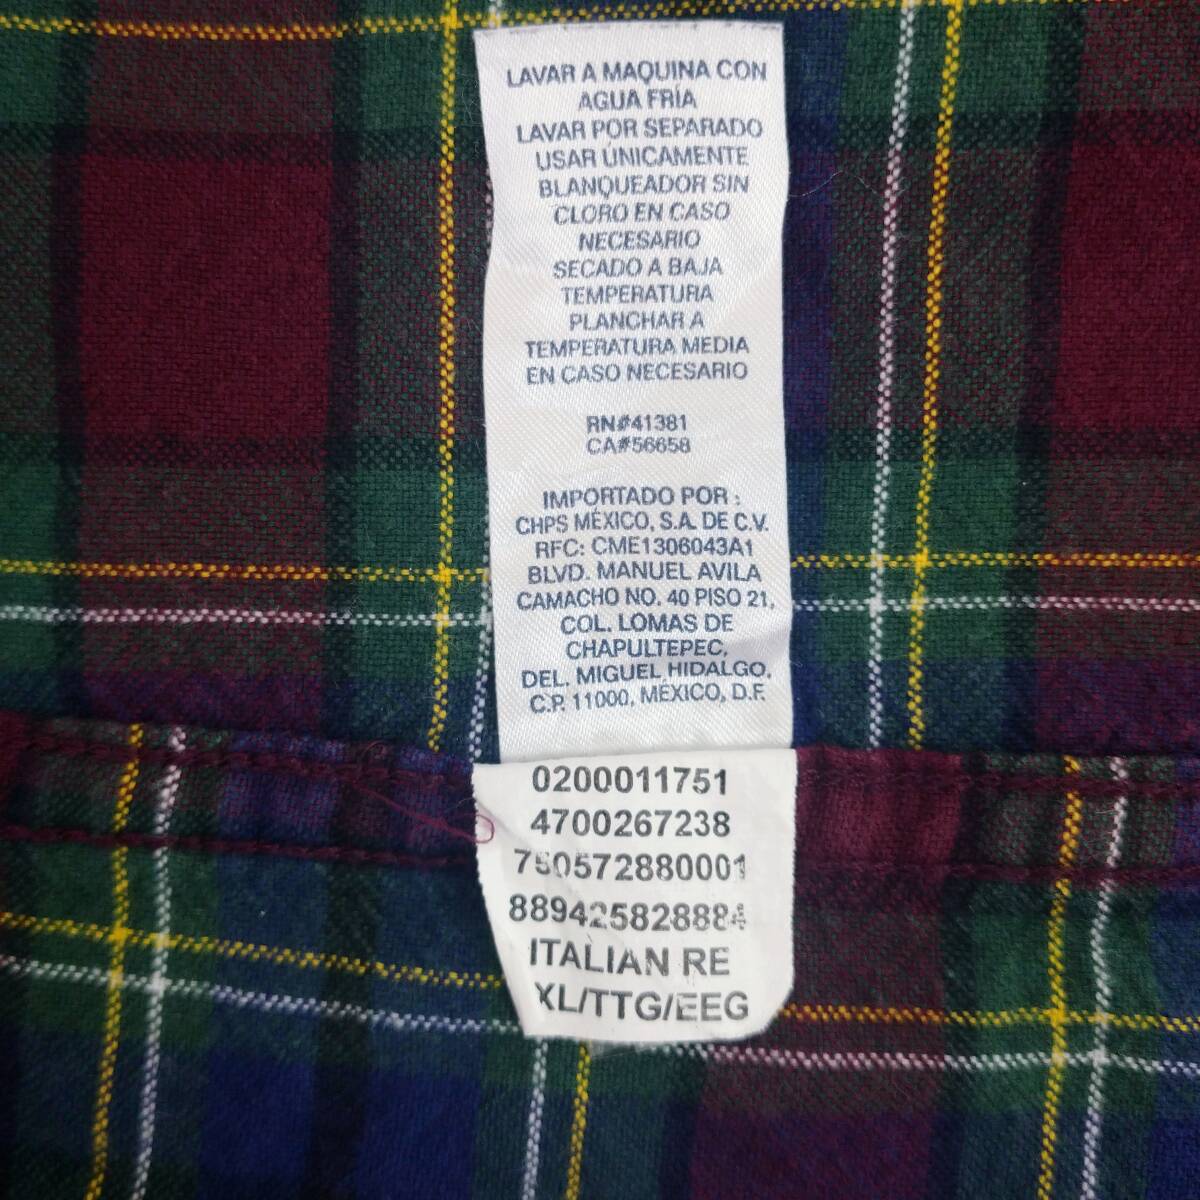 LAVAR A MAQUINA CON
AGUA FRÍA
LAVAR POR SEPARADO
USAR ÚNICAMENTE
BLANQUEADOR SIN
CLORO EN CASO
NECESARIO
SECADO A BAJA
TEMPERATURA
PLANCHAR A
TEMPERATURA MEDIA
EN CASO NECESARIO
RN#41381
CA#56658
IMPORTADO POR :
CHPS MÉXICO, S.A. DE C.V.
RFC: CME1306043A1
BLVD. MANUEL AVILA
CAMACHO NO. 40 PISO 21,
COL. LOMAS DE
CHAPULTEPEC,
DEL. MIGUEL HIDALGO,
C.P. 11000, MÉXICO, D.F.
0200011751
4700267238
750572880001
889425828884
ITALIAN RE
XL/TTG/EEG